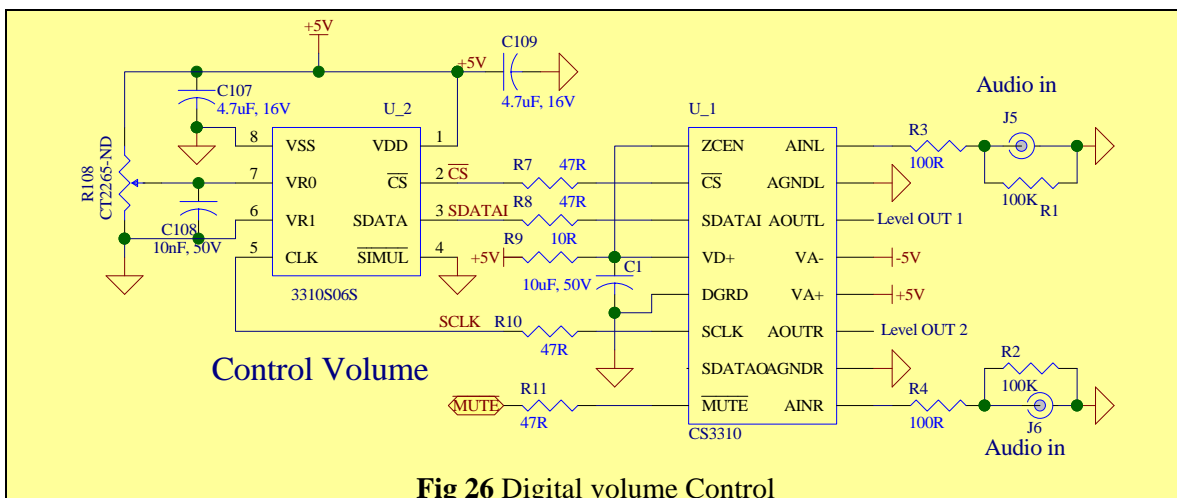 +5V
C109
+5V
4.7uF, 16V
C107
4.7uF, 16V
U_2
U_1
Audio in
J5
R3
100R
100K
R1
R108
CT2265-ND
8 VSS VDD 1
7 VR0 CS 2 CS
6 VR1 SDATA 3 SDATAI
5 CLK SIMUL 4
C108
10nF, 50V
3310S06S
R7 47R
R8 47R
R9 10R
+5V
C1
10uF, 50V
SCLK R10
47R
ZCEN AINL
CS AGNDL
SDATAI AOUTL Level OUT 1
VD+ VA- -5V
DGRD VA+ +5V
SCLK AOUTR Level OUT 2
SDATAO AGNDR
MUTE AINR
CS3310
Control Volume
MUTE
R11
47R
R2
100K
R4
100R
J6
Audio in
Fig 26 Digital volume Control